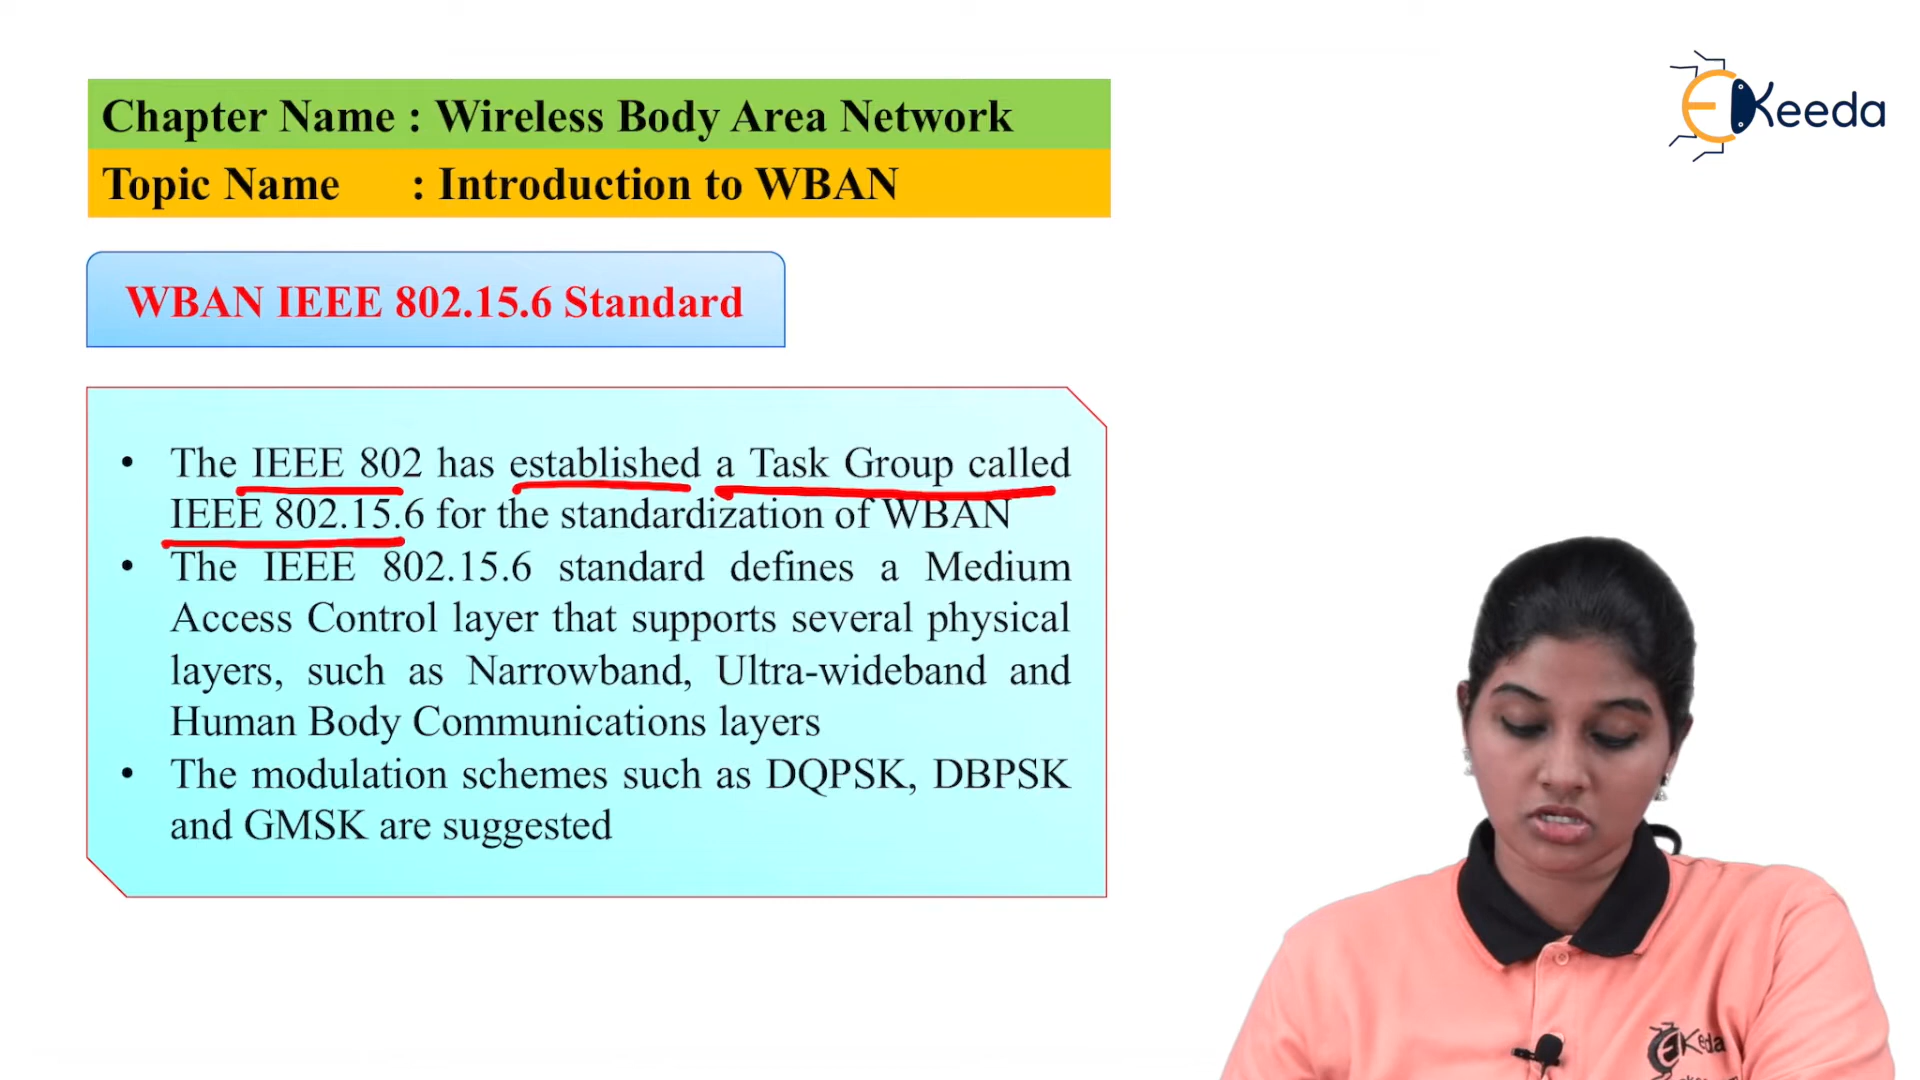 Chapter Name : Wireless Body Area Network
Topic Name : Introduction to WBAN
EKeeda
WBAN IEEE 802.15.6 Standard
• The IEEE 802 has established a Task Group called
IEEE 802.15.6 for the standardization of WBAN
• The IEEE 802.15.6 standard defines a Medium
Access Control layer that supports several physical
layers, such as Narrowband, Ultra-wideband and
Human Body Communications layers
• The modulation schemes such as DQPSK, DBPSK
and GMSK are suggested